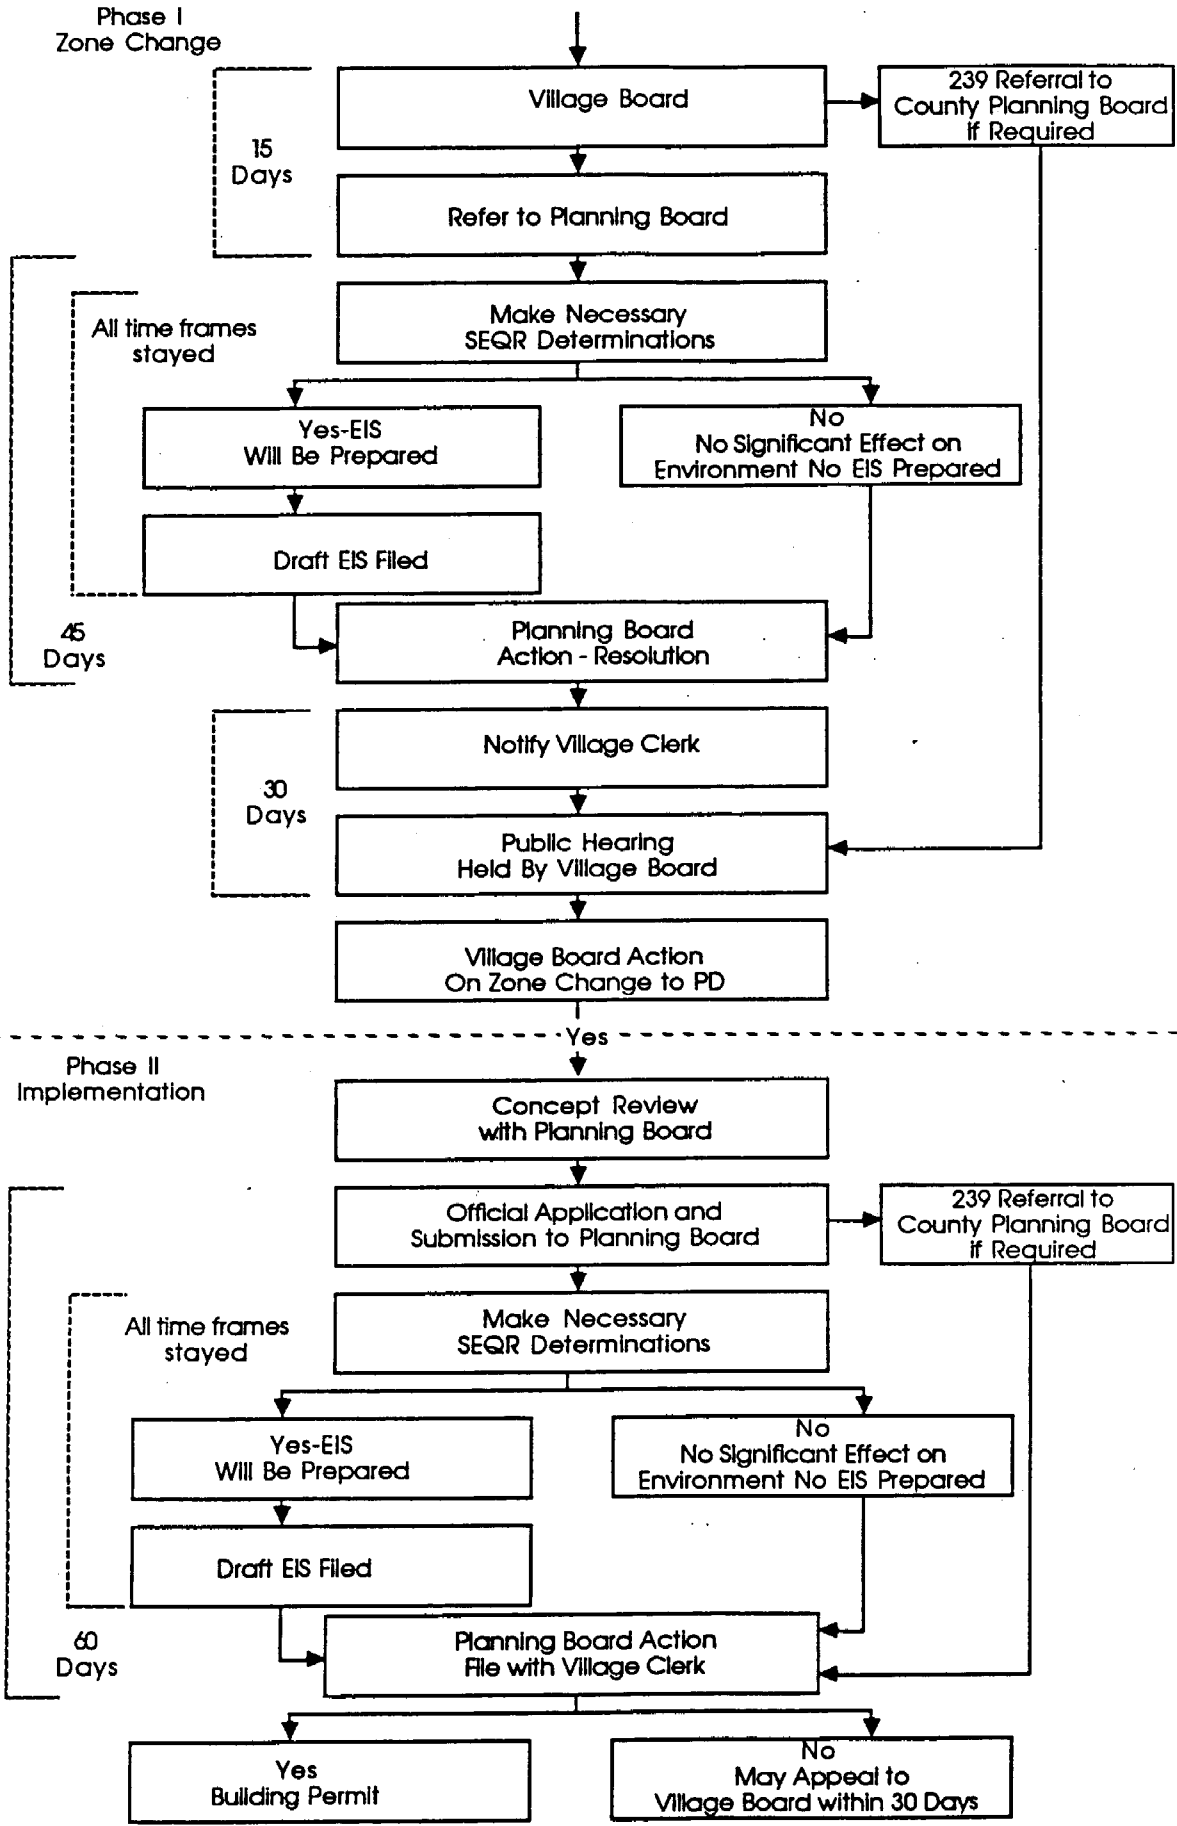 Phase I
Zone Change
Village Board
239 Referral to
County Planning Board
If Required
15
Days
Refer to Planning Board
Make Necessary
SEQR Determinations
All time frames
stayed
Yes-EIS
Will Be Prepared
No
No Significant Effect on
Environment No EIS Prepared
Draft EIS Filed
45
Days
Planning Board
Action - Resolution
Notify Village Clerk
30
Days
Public Hearing
Held By Village Board
Village Board Action
On Zone Change to PD
Yes
Phase II
Implementation
Concept Review
with Planning Board
Official Application and
Submission to Planning Board
239 Referral to
County Planning Board
if Required
Make Necessary
SEQR Determinations
All time frames
stayed
Yes-EIS
Will Be Prepared
No
No Significant Effect on
Environment No EIS Prepared
Draft EIS Filed
60
Days
Planning Board Action
File with Village Clerk
Yes
Building Permit
No
May Appeal to
Village Board within 30 Days